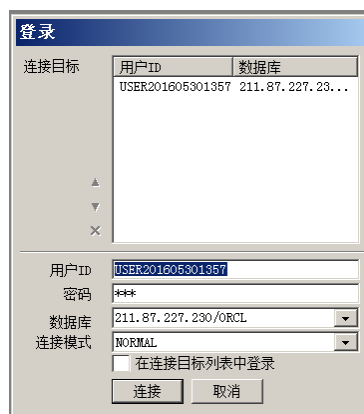 登录
连接目标
用户ID 数据库
USER201605301357 211.87.227.23...
用户ID USER201605301357
密码 ***
数据库 211.87.227.230/ORCL
连接模式 NORMAL
在连接目标列表中登录
连接 取消